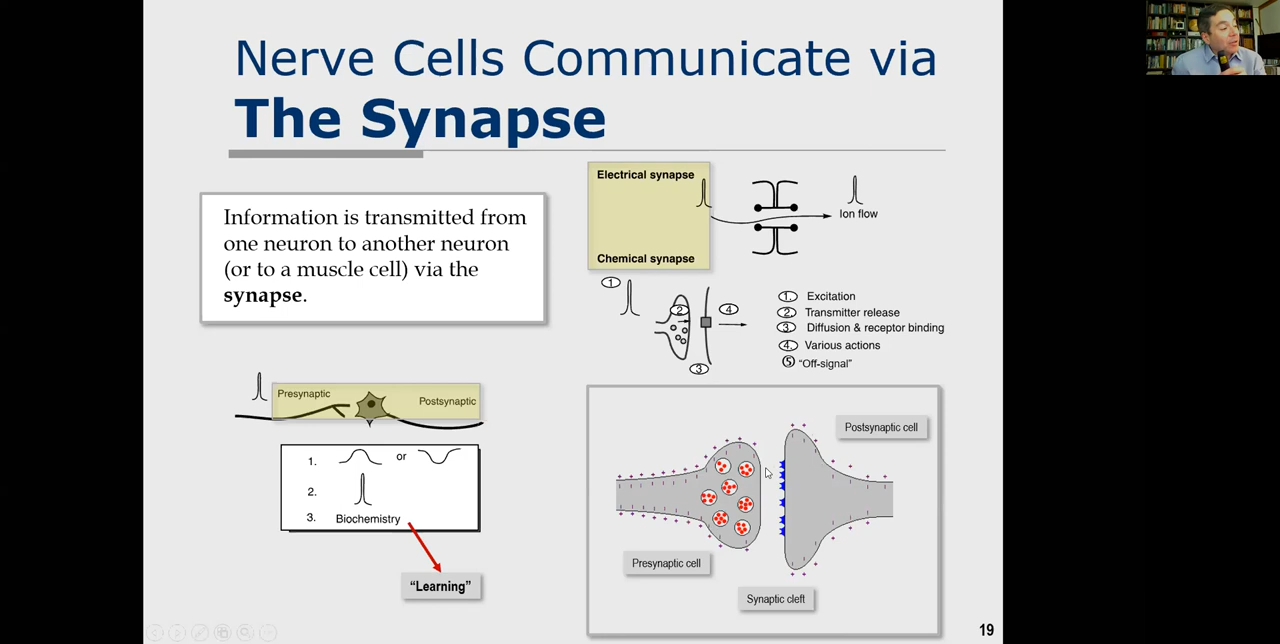 Nerve Cells Communicate via
The Synapse
Information is transmitted from
one neuron to another neuron
(or to a muscle cell) via the
synapse.
Electrical synapse
Ion flow
Chemical synapse
1
2
4
3
1. Excitation
2. Transmitter release
3. Diffusion & receptor binding
4. Various actions
5 "Off-signal"
Presynaptic
Postsynaptic
1. or
2.
3. Biochemistry
"Learning"
Postsynaptic cell
Presynaptic cell
Synaptic cleft
19